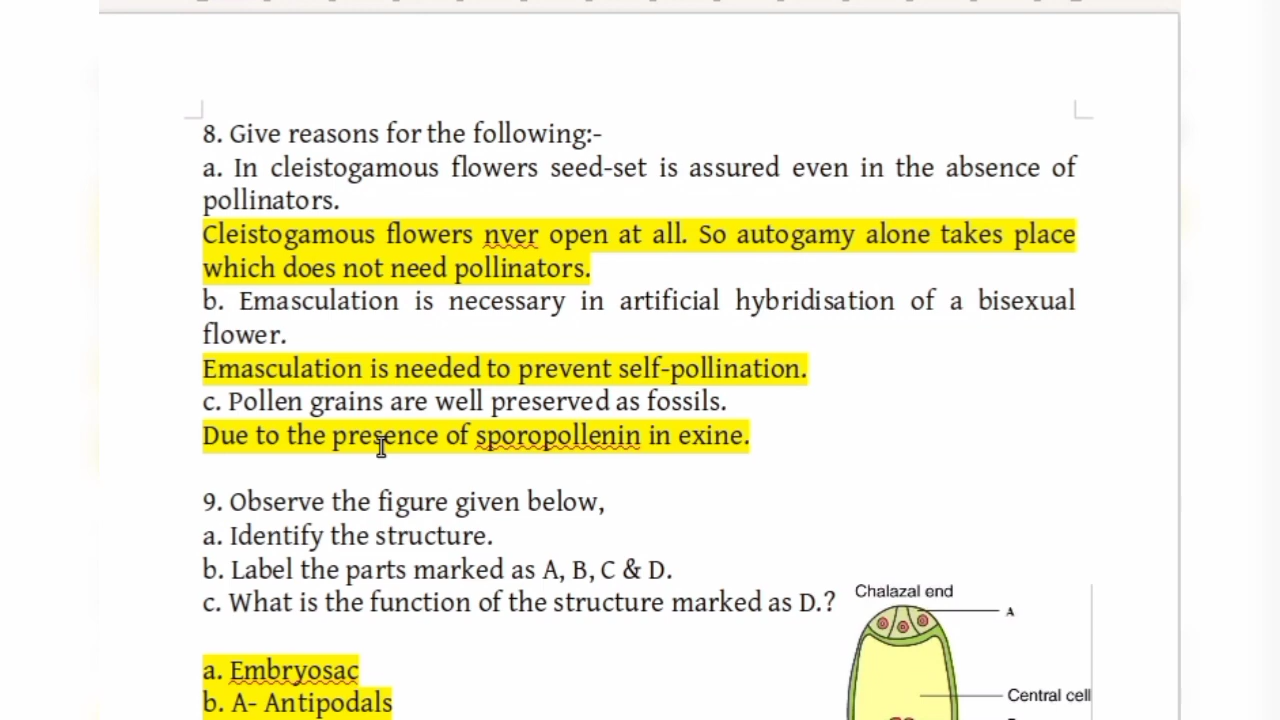 8. Give reasons for the following:-
a. In cleistogamous flowers seed-set is assured even in the absence of
pollinators.
Cleistogamous flowers nver open at all. So autogamy alone takes place
which does not need pollinators.
b. Emasculation is necessary in artificial hybridisation of a bisexual
flower.
Emasculation is needed to prevent self-pollination.
c. Pollen grains are well preserved as fossils.
Due to the presence of sporopollenin in exine.
9. Observe the figure given below,
a. Identify the structure.
b. Label the parts marked as A, B, C & D.
c. What is the function of the structure marked as D.?
Chalazal end
A
a. Embryosac
Central cell
b. A- Antipodals